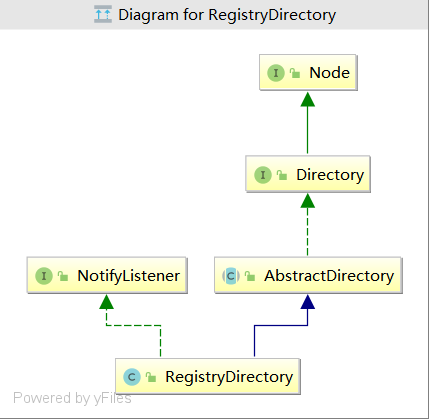 Diagram for RegistryDirectory
I Node
I Directory
I NotifyListener
C AbstractDirectory
C RegistryDirectory
Powered by yFiles